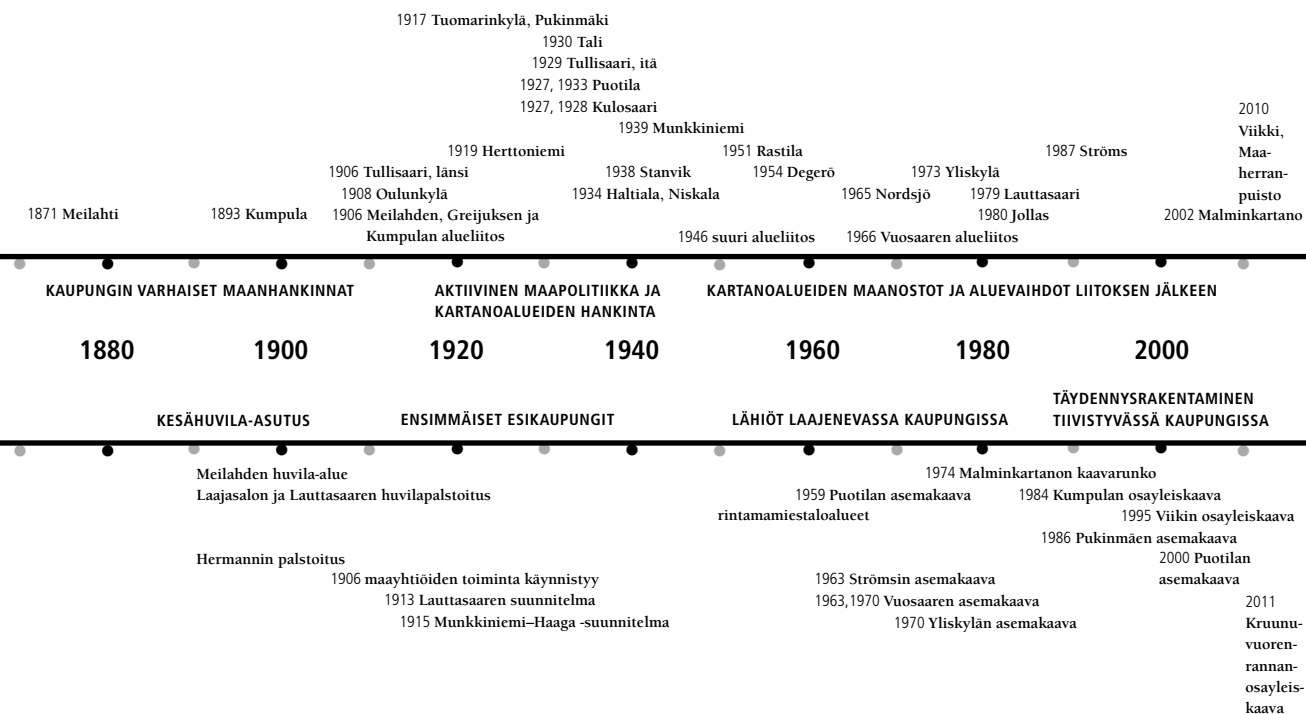 1917 Tuomarinkylä, Pukinmäki
1930 Tali
1929 Tullisaari, itä
1927, 1933 Puotila
1927, 1928 Kulosaari
1939 Munkkiniemi
1919 Herttoniemi
1951 Rastila
1987 Ströms
1906 Tullisaari, länsi
1938 Stanvik
1954 Degerö
1973 Yliskylä
1908 Oulunkylä
1934 Haltiala, Niskala
1965 Nordsjö
1979 Lauttasaari
1871 Meilahti
1893 Kumpula
1906 Meilahden, Greijuksen ja
Kumpulan alueliitos
1980 Jollas
2002 Malminkartano
1946 suuri alueliitos
1966 Vuosaaren alueliitos
2010
Viikki,
Maa-
herran-
puisto
KAUPUNGIN VARHAISET MAANHANKINNAT
AKTIIVINEN MAAPOLITIIKKA JA
KARTANOALUEIDEN HANKINTA
KARTANOALUEIDEN MAANOSTOT JA ALUEVAIHDOT LIITOKSEN JÄLKEEN
1880 1900 1920 1940 1960 1980 2000
KESÄHUVILA-ASUTUS
ENSIMMÄISET ESIKAUPUNGIT
LÄHIÖT LAAJENEVASSA KAUPUNGISSA
TÄYDENNYSRAKENTAMINEN
TIIVISTYVÄSSÄ KAUPUNGISSA
Meilahden huvila-alue
Laajasalon ja Lauttasaaren huvilapalstoitus
Hermannin palstoitus
1906 maayhtiöiden toiminta käynnistyy
1913 Lauttasaaren suunnitelma
1915 Munkkiniemi–Haaga -suunnitelma
1974 Malminkartanon kaavarunko
1959 Puotilan asemakaava
1984 Kumpulan osayleiskaava
rintamamiestaloalueet
1995 Viikin osayleiskaava
1986 Pukinmäen asemakaava
2000 Puotilan
asemakaava
1963 Strömsin asemakaava
1963,1970 Vuosaaren asemakaava
1970 Yliskylän asemakaava
2011
Kruunu-
vuoren-
rannan-
osayleis-
kaava